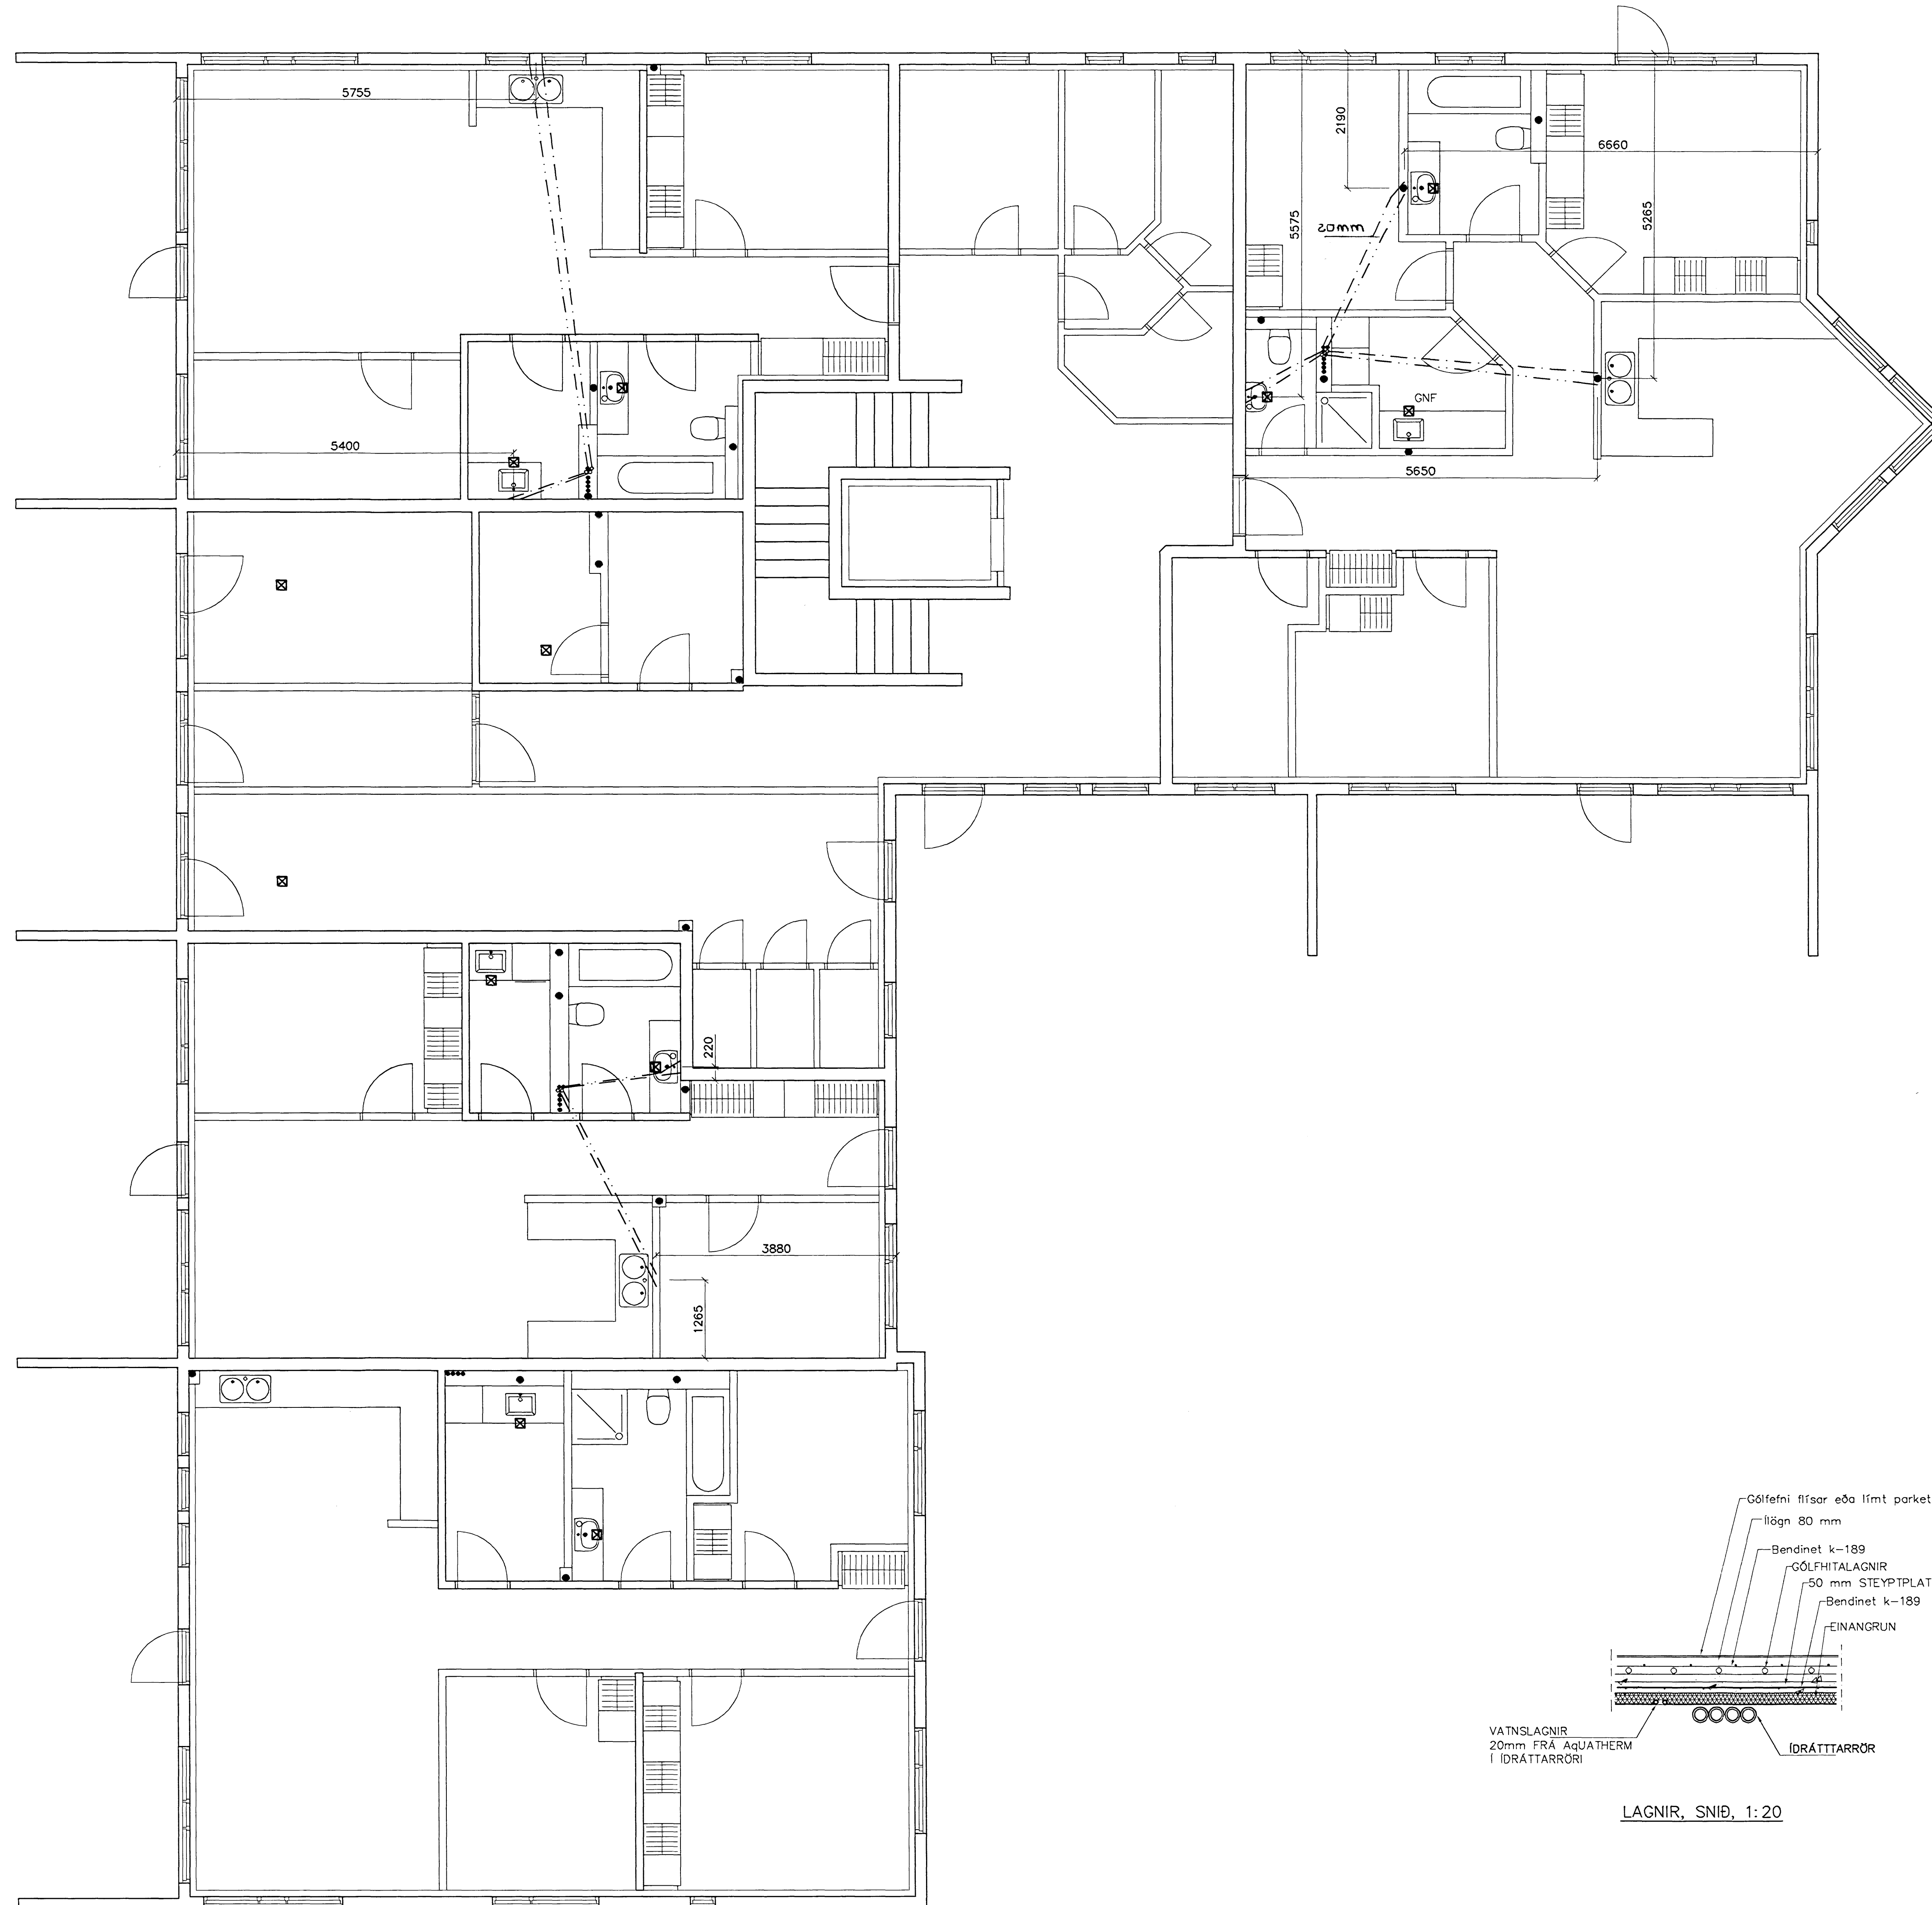 5755
2190
6660
5575
5265
20mm
GNF
5400
5650
220
3880
1265
Gólfefni flísar eða límt parket
Ílögn 80 mm
Bendinet k-189
GÓLFHITALAGNIR
50 mm STEYPTPLAT
Bendinet k-189
EINANGRUN
VATNSLAGNIR
20mm FRÁ AqUATHERM
Í ÍDRÁTTARRÖRI
ÍDRÁTTTARRÖR
LAGNIR, SNIÐ, 1:20